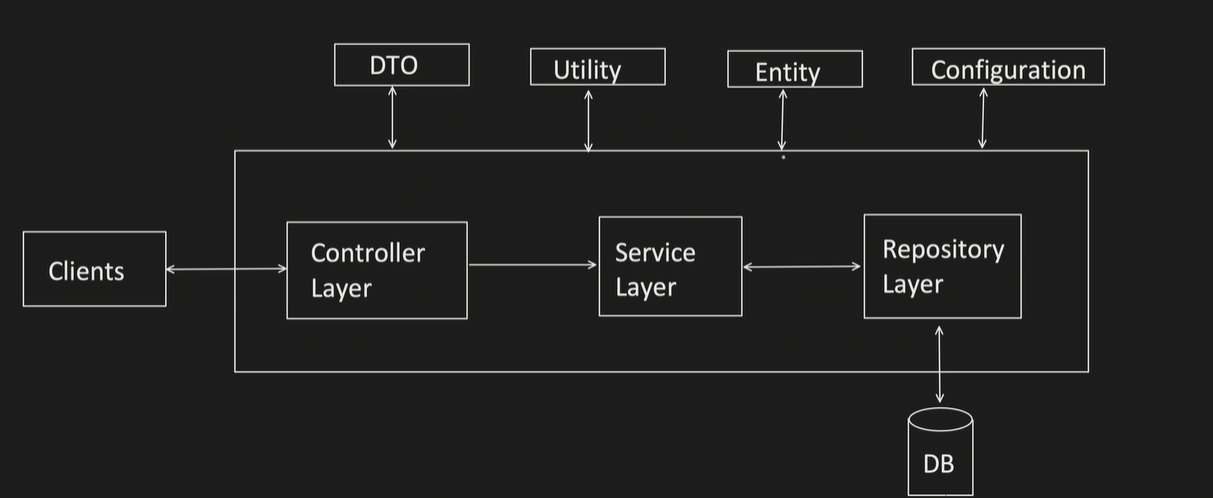 DTO
Utility
Entity
Configuration
Clients
Controller
Layer
Service
Layer
Repository
Layer
DB